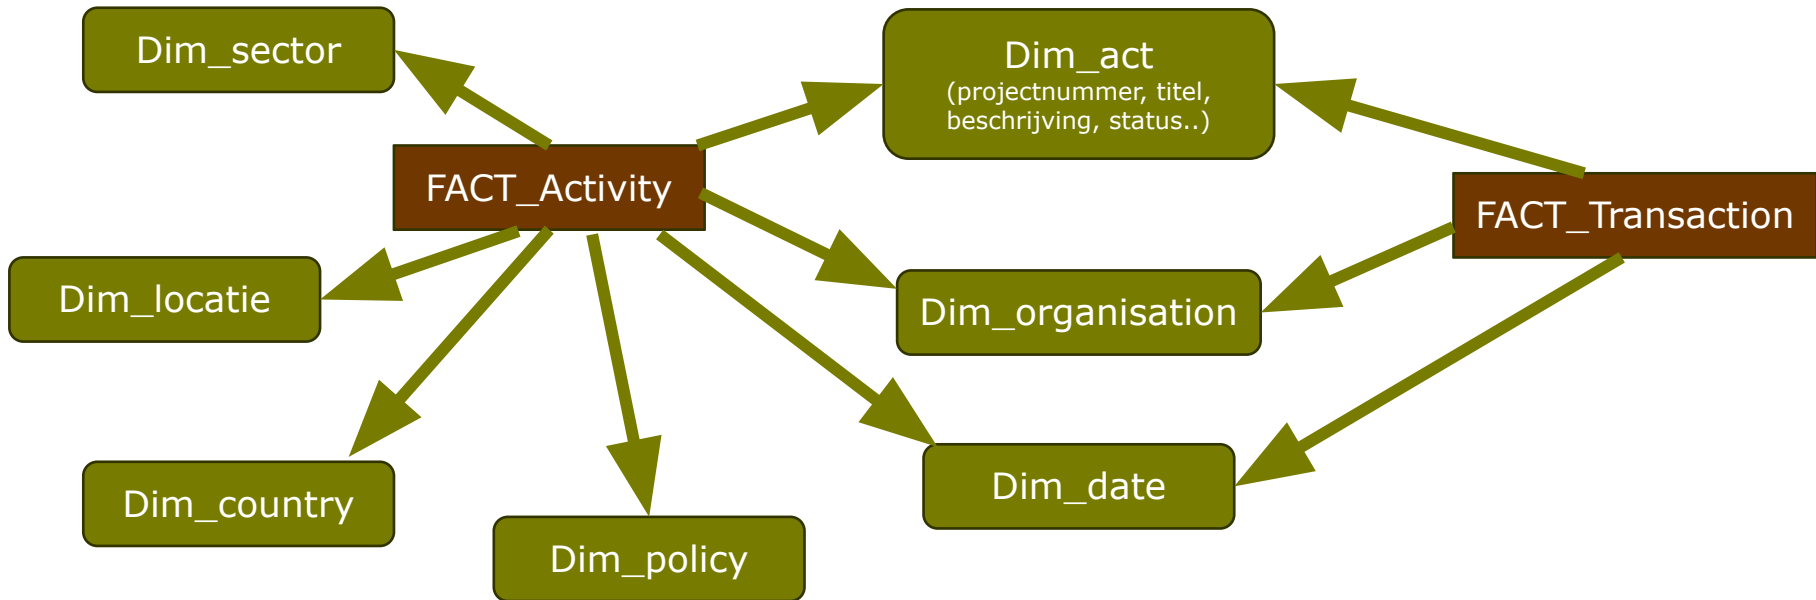 Dim_sector
Dim_act
(projectnummer, titel,
beschrijving, status..)
FACT_Activity
FACT_Transaction
Dim_locatie
Dim_organisation
Dim_country
Dim_date
Dim_policy